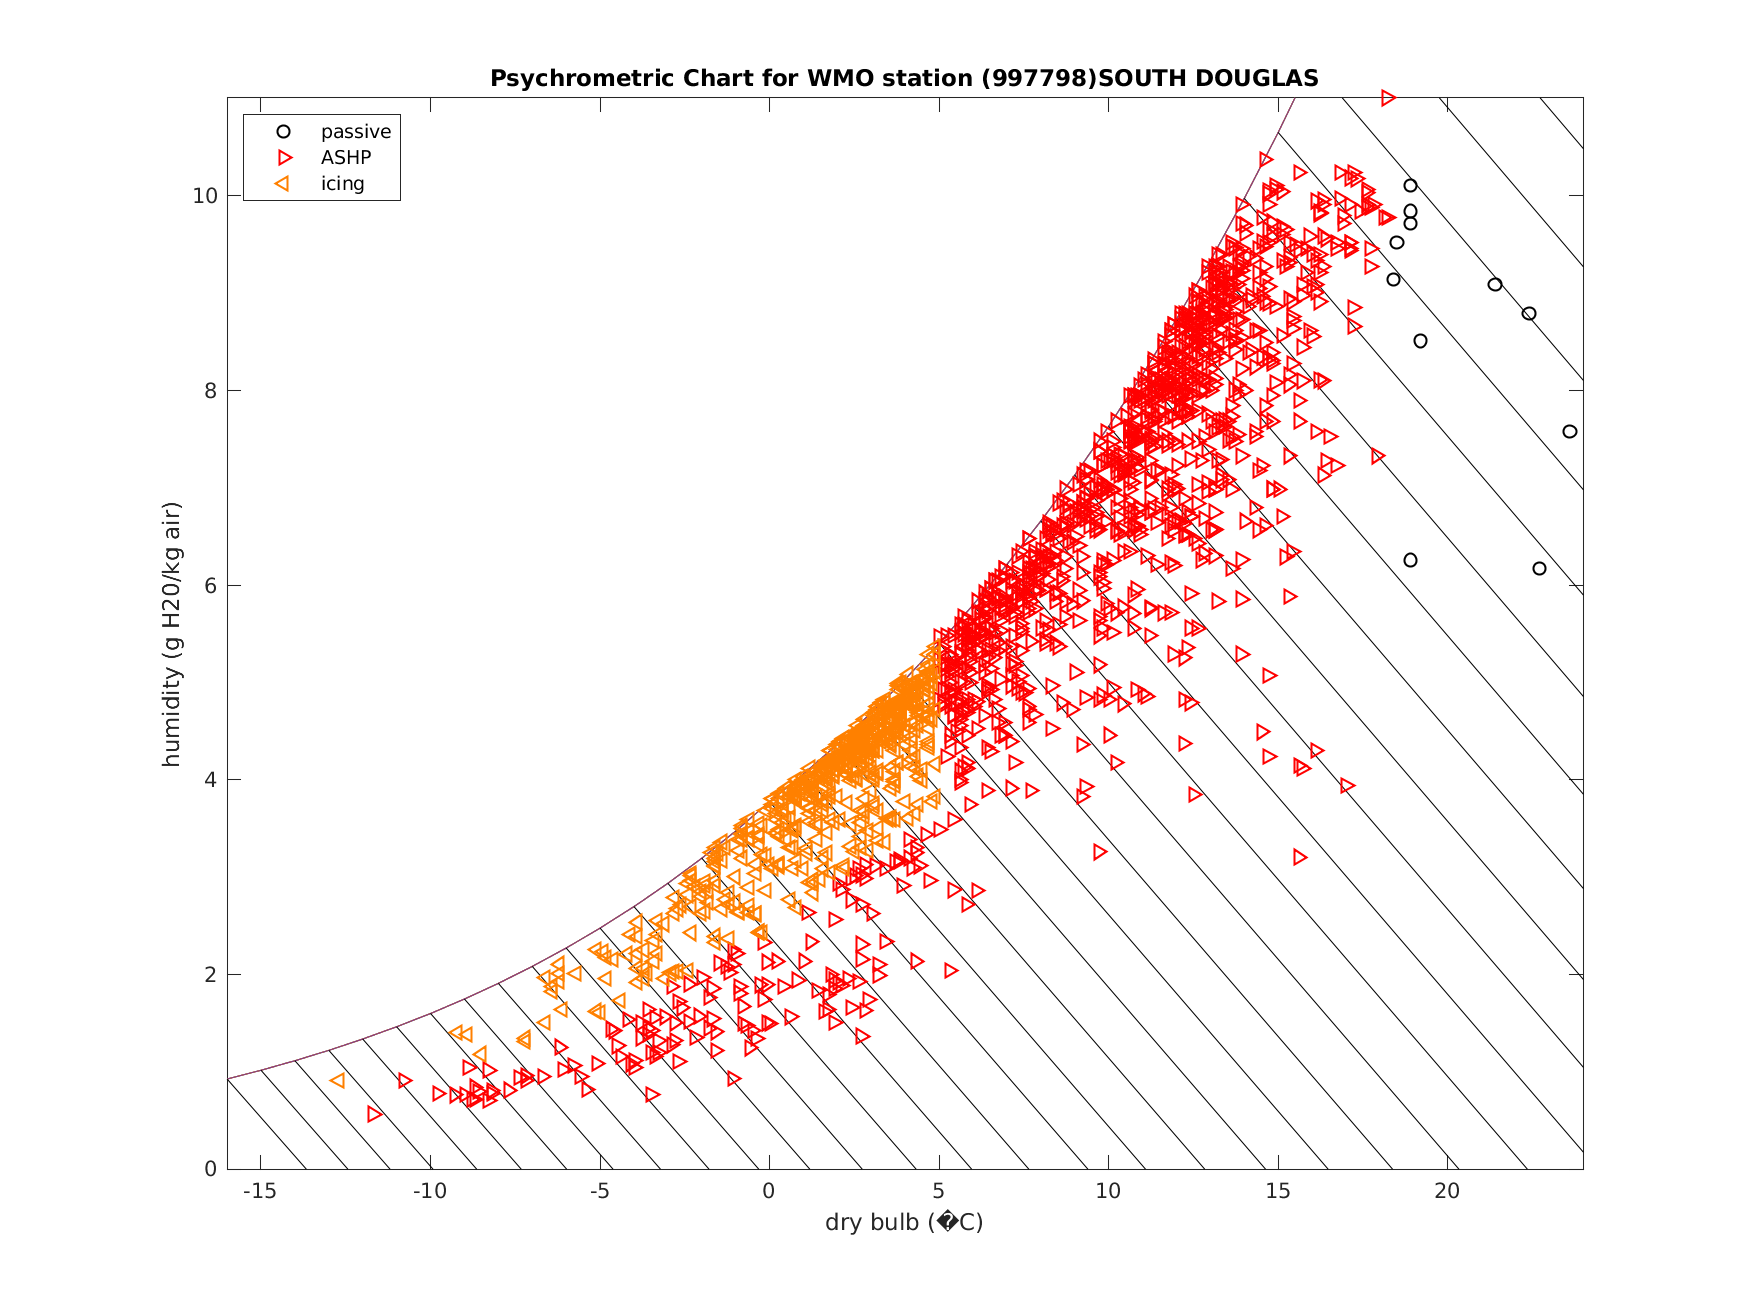 Psychrometric Chart for WMO station (997798)SOUTH DOUGLAS
passive
ASHP
icing
humidity (g H20/kg air)
10
8
6
4
2
0
-15 -10 -5 0 5 10 15 20
dry bulb (�C)